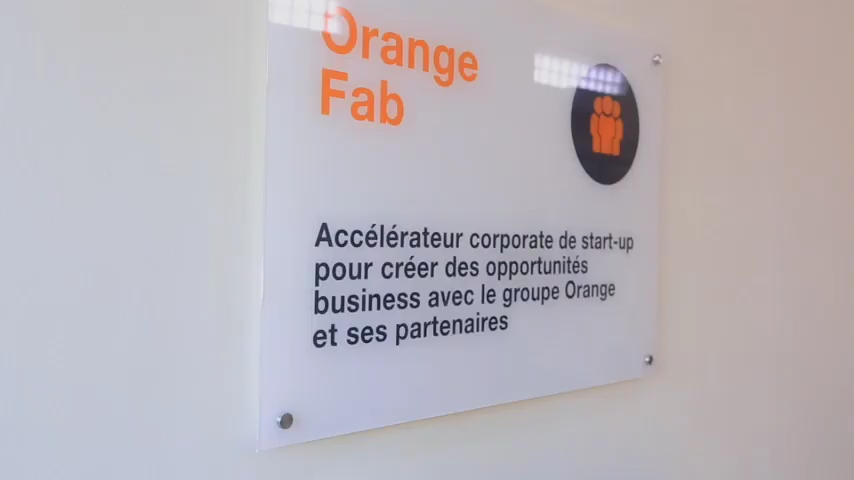 Orange
Fab
Accélérateur corporate de start-up
pour créer des opportunités
business avec le groupe Orange
et ses partenaires